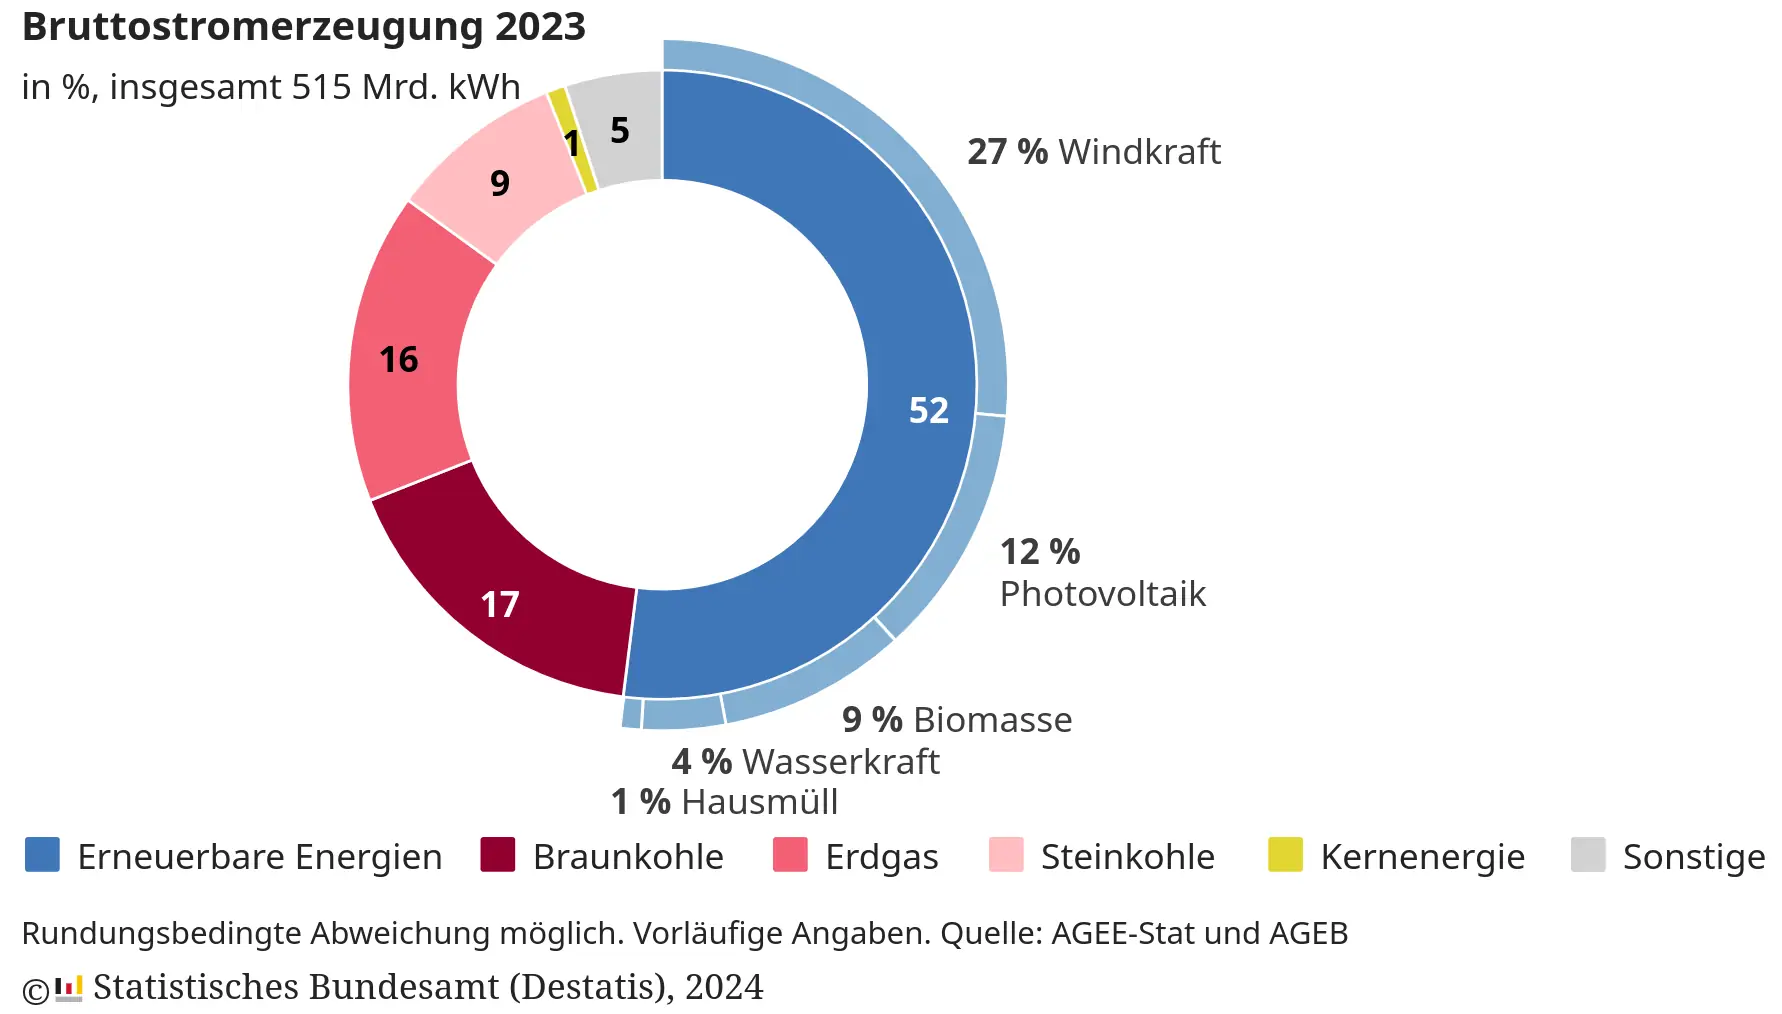 Bruttostromerzeugung 2023
in %, insgesamt 515 Mrd. kWh
5
1
9
27 % Windkraft
16
52
12 %
Photovoltaik
17
9 % Biomasse
4 % Wasserkraft
1 % Hausmüll
Erneuerbare Energien Braunkohle Erdgas Steinkohle Kernenergie Sonstige
Rundungsbedingte Abweichung möglich. Vorläufige Angaben. Quelle: AGEE-Stat und AGEB
© Statistisches Bundesamt (Destatis), 2024